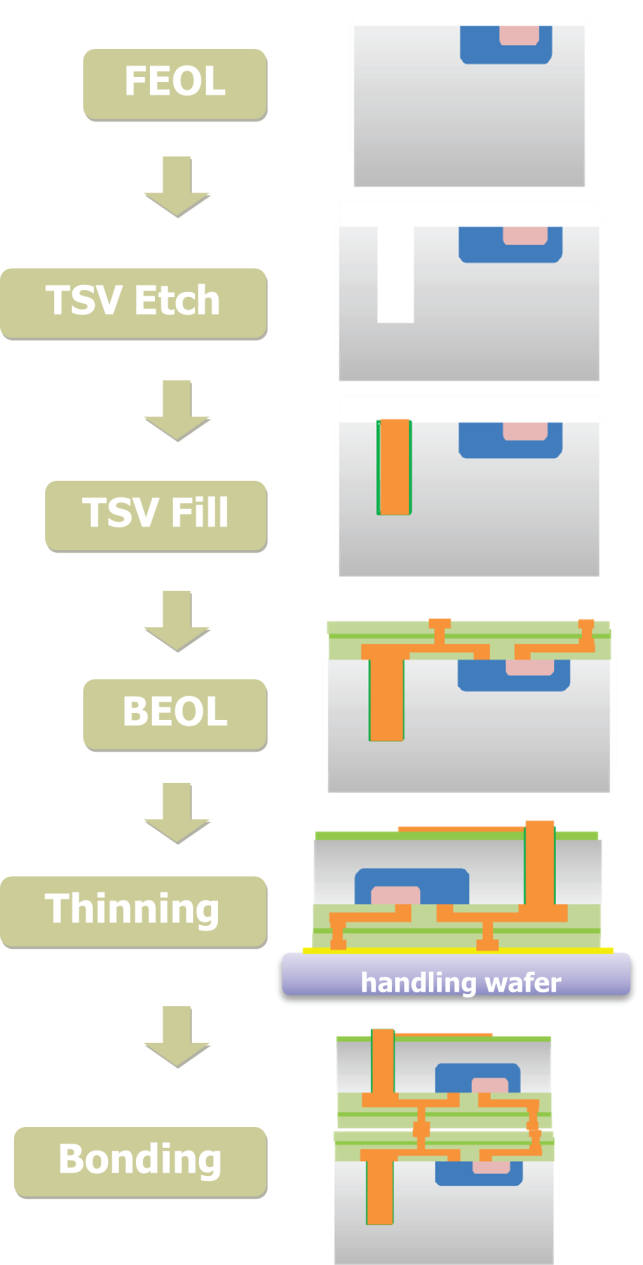 FEOL
TSV Etch
TSV Fill
BEOL
Thinning
handling wafer
Bonding